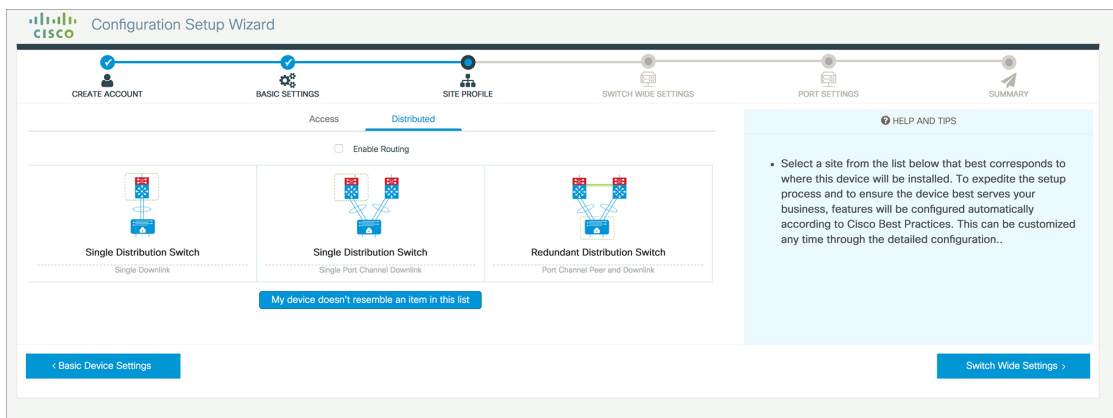 CISCO
Configuration Setup Wizard
CREATE ACCOUNT
BASIC SETTINGS
SITE PROFILE
SWITCH WIDE SETTINGS
PORT SETTINGS
SUMMARY
Access
Distributed
Enable Routing
Single Distribution Switch
Single Downlink
Single Distribution Switch
Single Port Channel Downlink
Redundant Distribution Switch
Port Channel Peer and Downlink
My device doesn't resemble an item in this list
HELP AND TIPS
• Select a site from the list below that best corresponds to
where this device will be installed. To expedite the setup
process and to ensure the device best serves your
business, features will be configured automatically
according to Cisco Best Practices. This can be customized
any time through the detailed configuration..
‹ Basic Device Settings
Switch Wide Settings ›